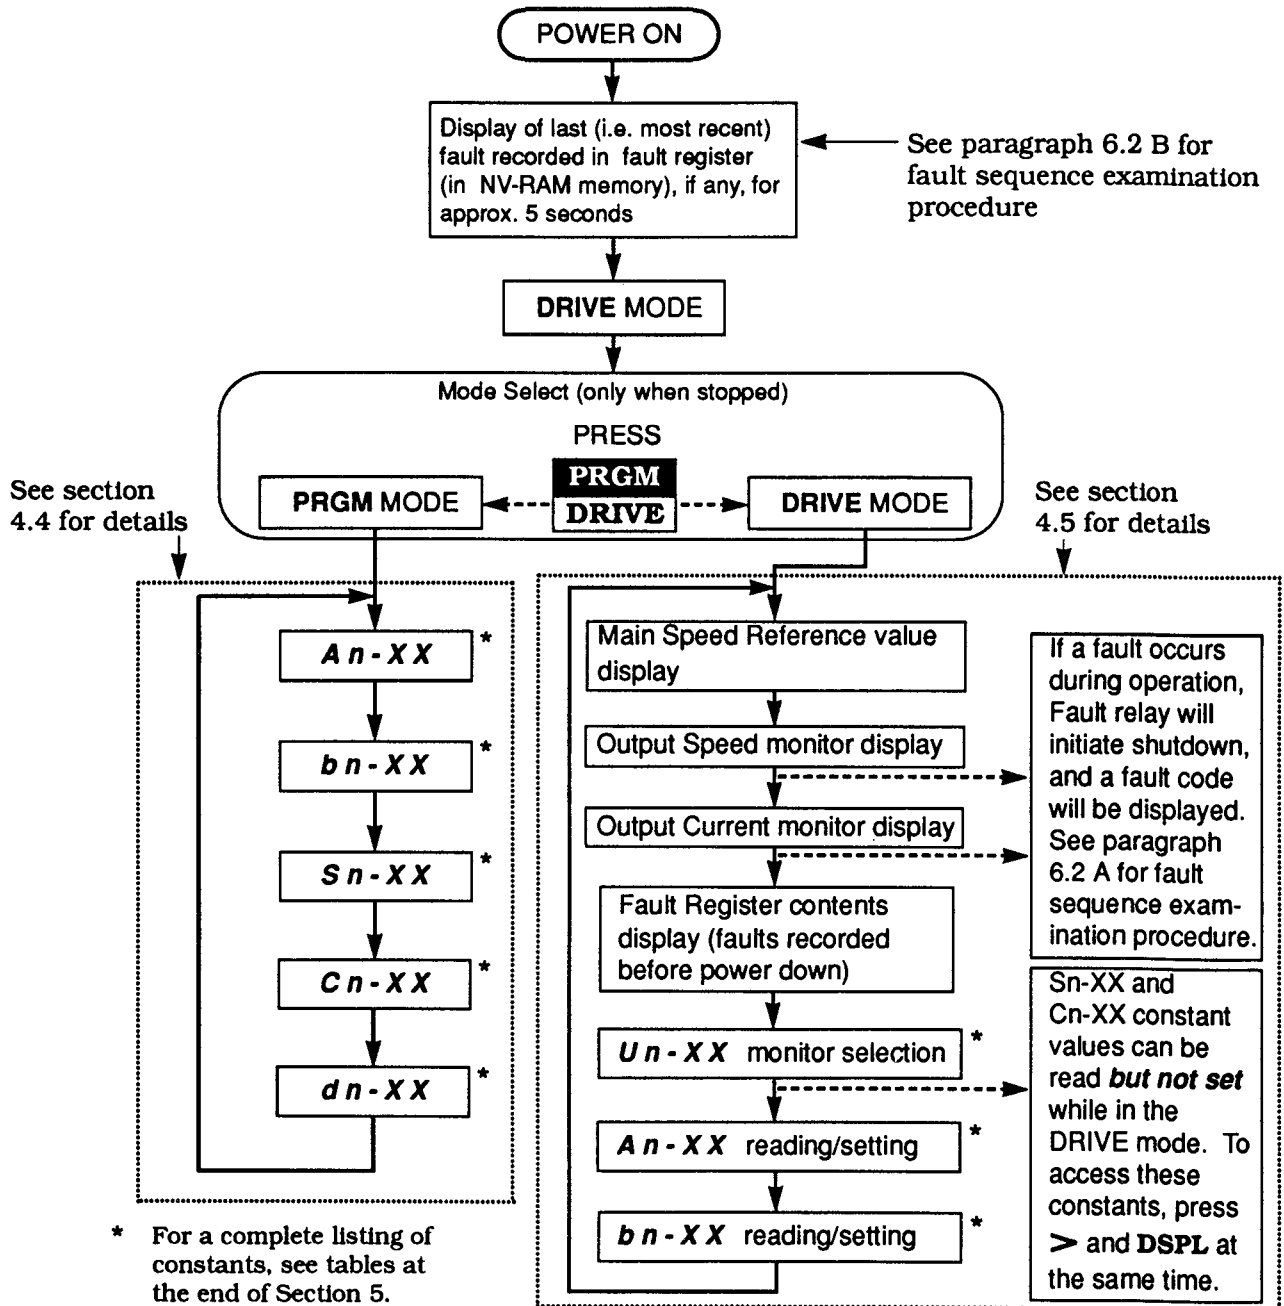 POWER ON
Display of last (i.e. most recent)
fault recorded in fault register
(in NV-RAM memory), if any, for
approx. 5 seconds
See paragraph 6.2 B for
fault sequence examination
procedure
DRIVE MODE
Mode Select (only when stopped)
PRESS
PRGM
DRIVE
PRGM MODE
DRIVE MODE
See section
4.4 for details
See section
4.5 for details
An-XX *
bn-XX *
Sn-XX *
Cn-XX *
dn-XX *
* For a complete listing of
constants, see tables at
the end of Section 5.
Main Speed Reference value
display
Output Speed monitor display
Output Current monitor display
Fault Register contents
display (faults recorded
before power down)
Un-XX monitor selection *
An-XX reading/setting *
bn-XX reading/setting *
If a fault occurs
during operation,
Fault relay will
initiate shutdown,
and a fault code
will be displayed.
See paragraph
6.2 A for fault
sequence exam-
ination procedure.
Sn-XX and
Cn-XX constant
values can be
read but not set
while in the
DRIVE mode. To
access these
constants, press
> and DSPL at
the same time.